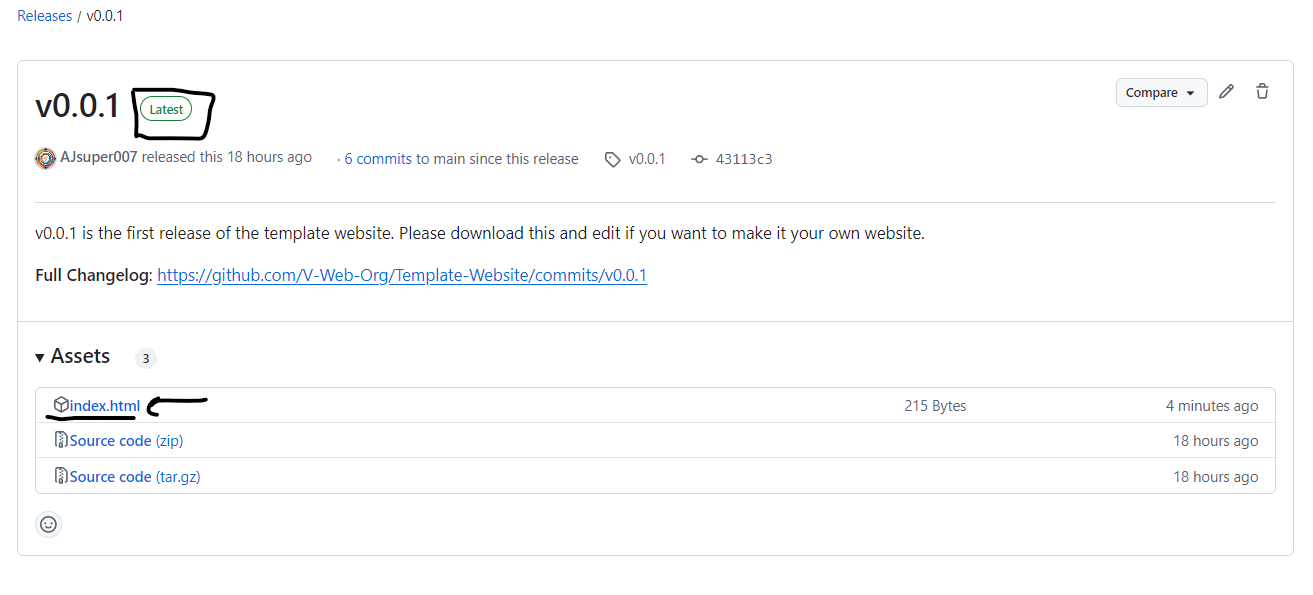 Releases / v0.0.1
v0.0.1 Latest Compare
AJsuper007 released this 18 hours ago · 6 commits to main since this release v0.0.1 43113c3
v0.0.1 is the first release of the template website. Please download this and edit if you want to make it your own website.
Full Changelog: https://github.com/V-Web-Org/Template-Website/commits/v0.0.1
Assets 3
index.html 215 Bytes 4 minutes ago
Source code (zip) 18 hours ago
Source code (tar.gz) 18 hours ago